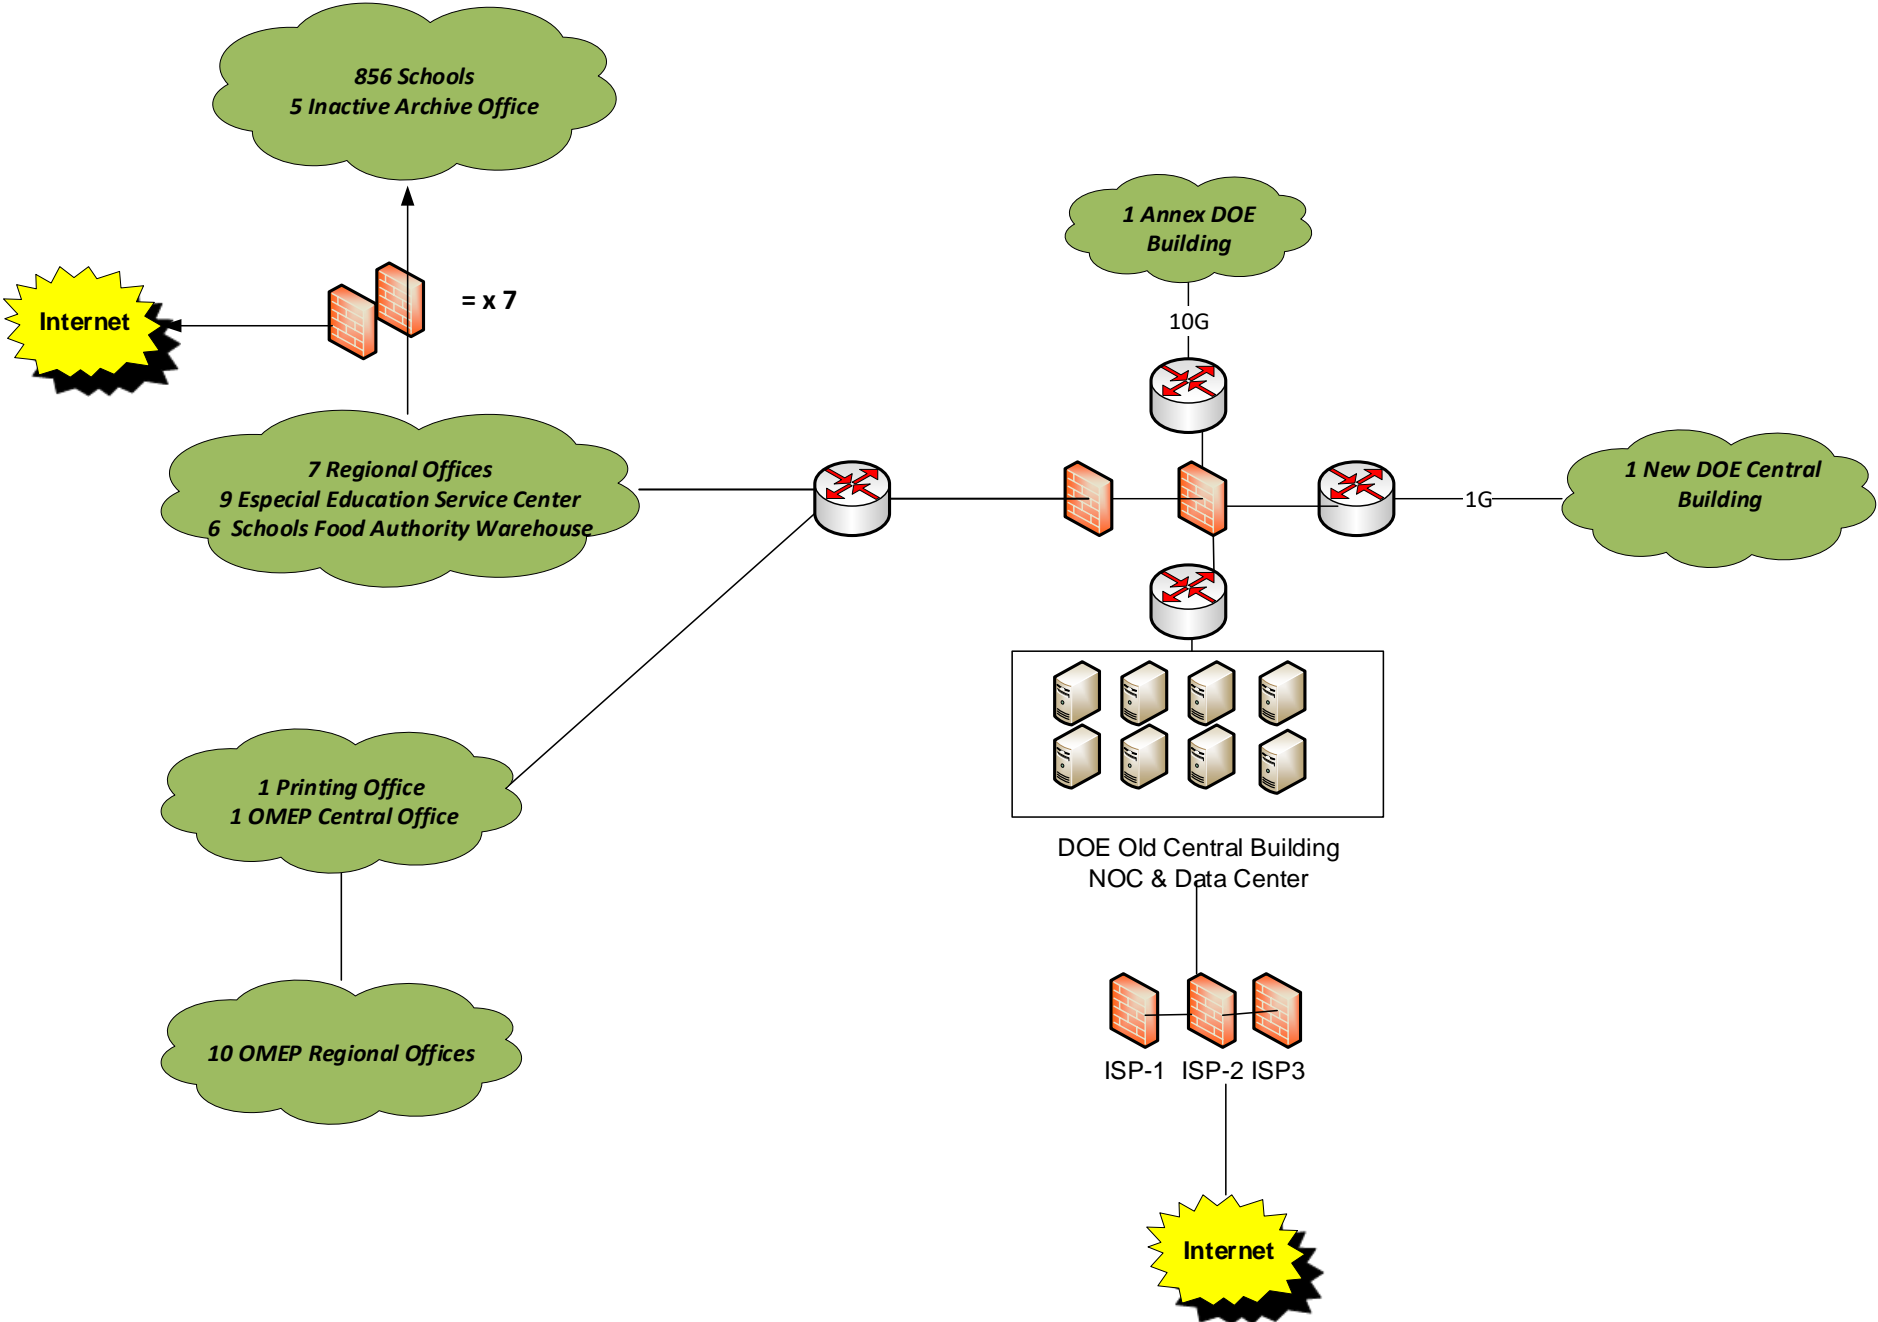 856 Schools
5 Inactive Archive Office
1 Annex DOE
Building
Internet
= x 7
10G
7 Regional Offices
9 Especial Education Service Center
6 Schools Food Authority Warehouse
1G
1 New DOE Central
Building
1 Printing Office
1 OMEP Central Office
DOE Old Central Building
NOC & Data Center
10 OMEP Regional Offices
ISP-1 ISP-2 ISP3
Internet